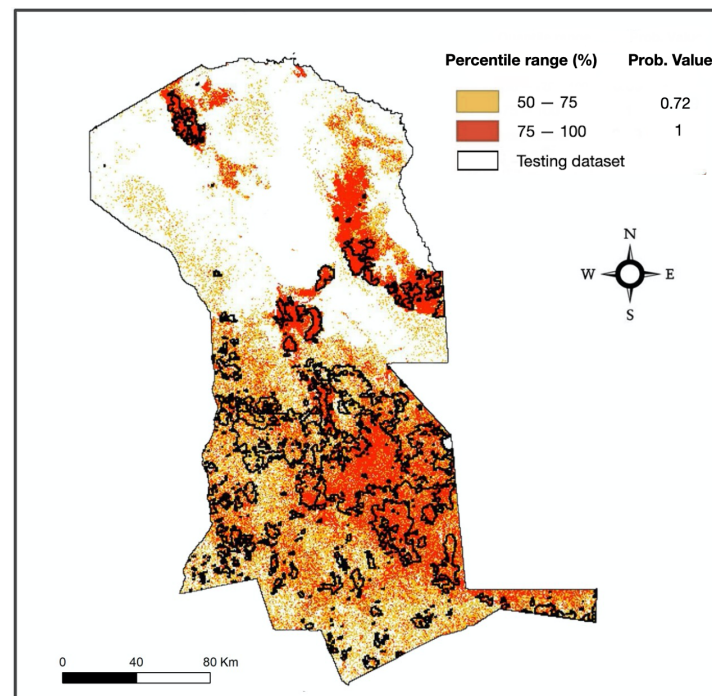 Percentile range (%) Prob. Value
50 — 75 0.72
75 — 100 1
Testing dataset
N
W E
S
0 40 80 Km